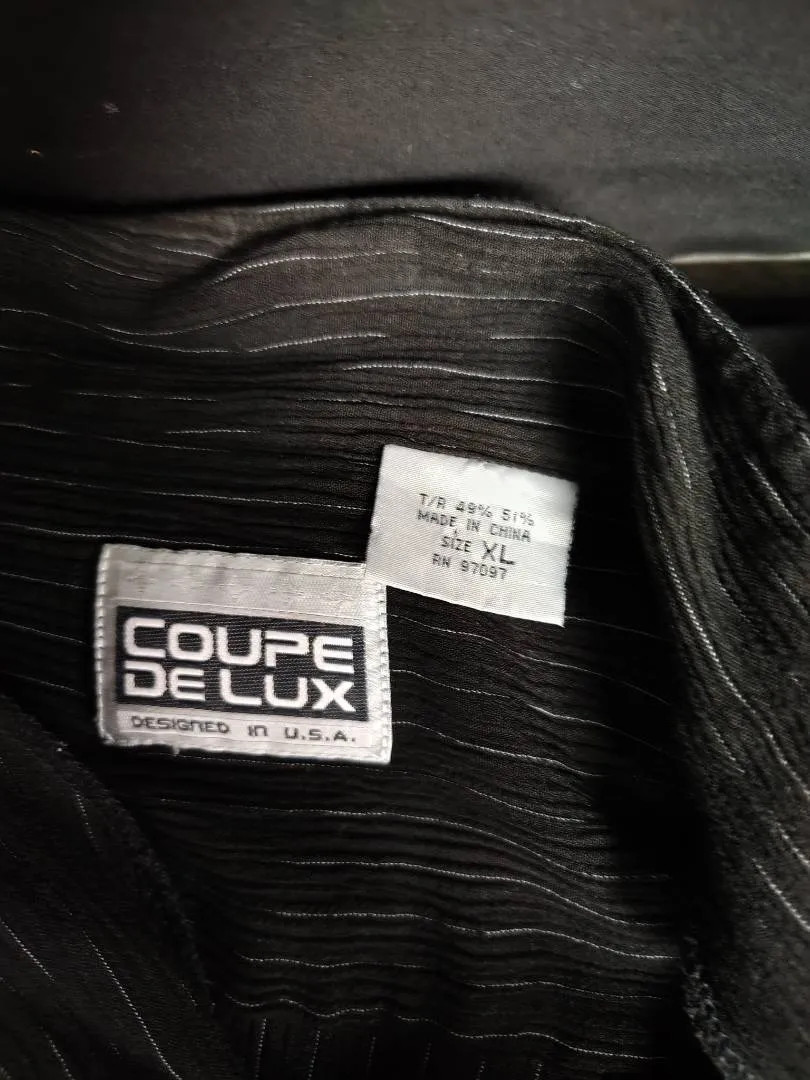 T/R 49% 51%
MADE IN CHINA
SIZE XL
RN 97097
COUPE
DE LUX
DESIGNED in U.S.A.